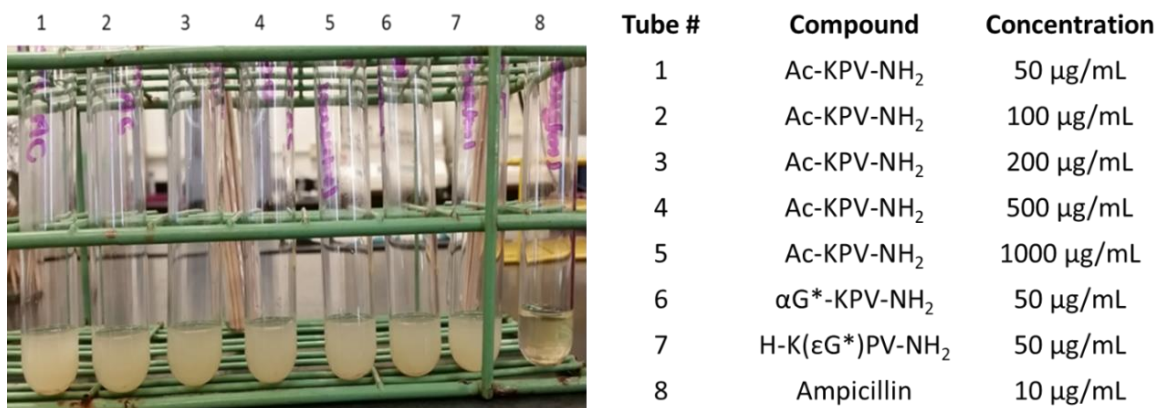 1 2 3 4 5 6 7 8
Tube # Compound Concentration
1 Ac-KPV-NH₂ 50 µg/mL
2 Ac-KPV-NH₂ 100 µg/mL
3 Ac-KPV-NH₂ 200 µg/mL
4 Ac-KPV-NH₂ 500 µg/mL
5 Ac-KPV-NH₂ 1000 µg/mL
6 αG*-KPV-NH₂ 50 µg/mL
7 H-K(εG*)PV-NH₂ 50 µg/mL
8 Ampicillin 10 µg/mL